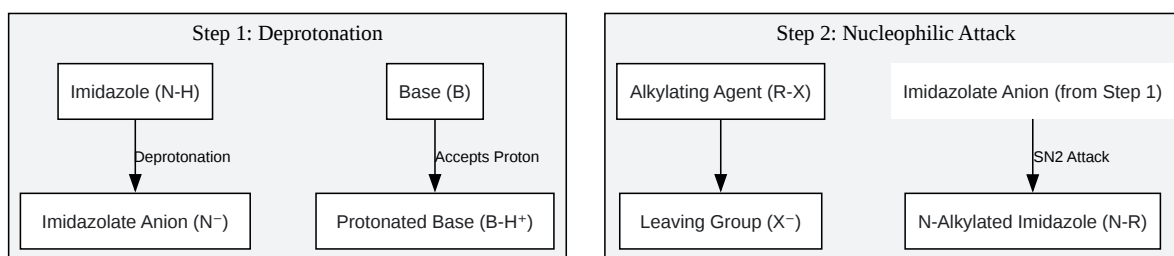 Step 1: Deprotonation
Imidazole (N-H)
Base (B)
Deprotonation
Accepts Proton
Imidazolate Anion (N⁻)
Protonated Base (B-H⁺)
Step 2: Nucleophilic Attack
Alkylating Agent (R-X)
Imidazolate Anion (from Step 1)
SN2 Attack
Leaving Group (X⁻)
N-Alkylated Imidazole (N-R)